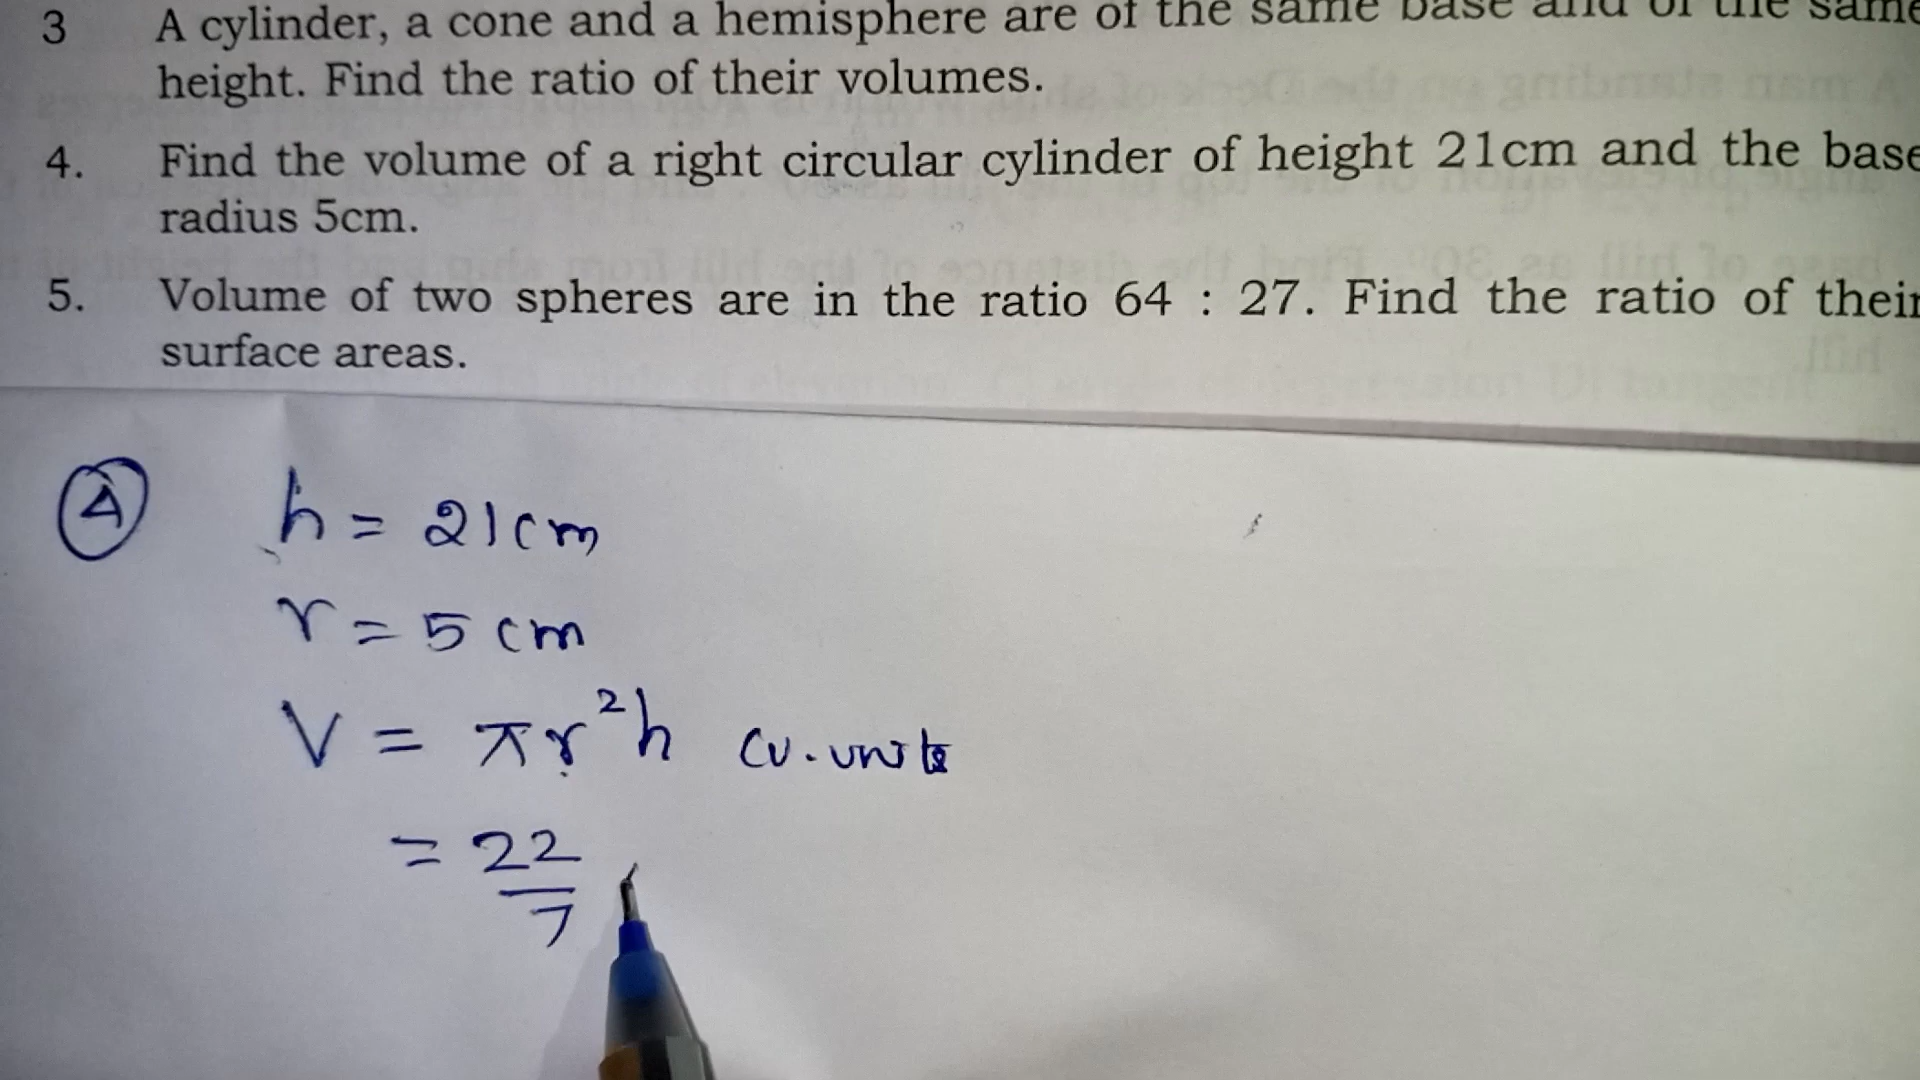 3 A cylinder, a cone and a hemisphere are of the same base and of the same
height. Find the ratio of their volumes.
4. Find the volume of a right circular cylinder of height 21cm and the base
radius 5cm.
5. Volume of two spheres are in the ratio 64 : 27. Find the ratio of their
surface areas.
4 h = 21cm
r = 5 cm
V = πr²h cu.units
= 22/7